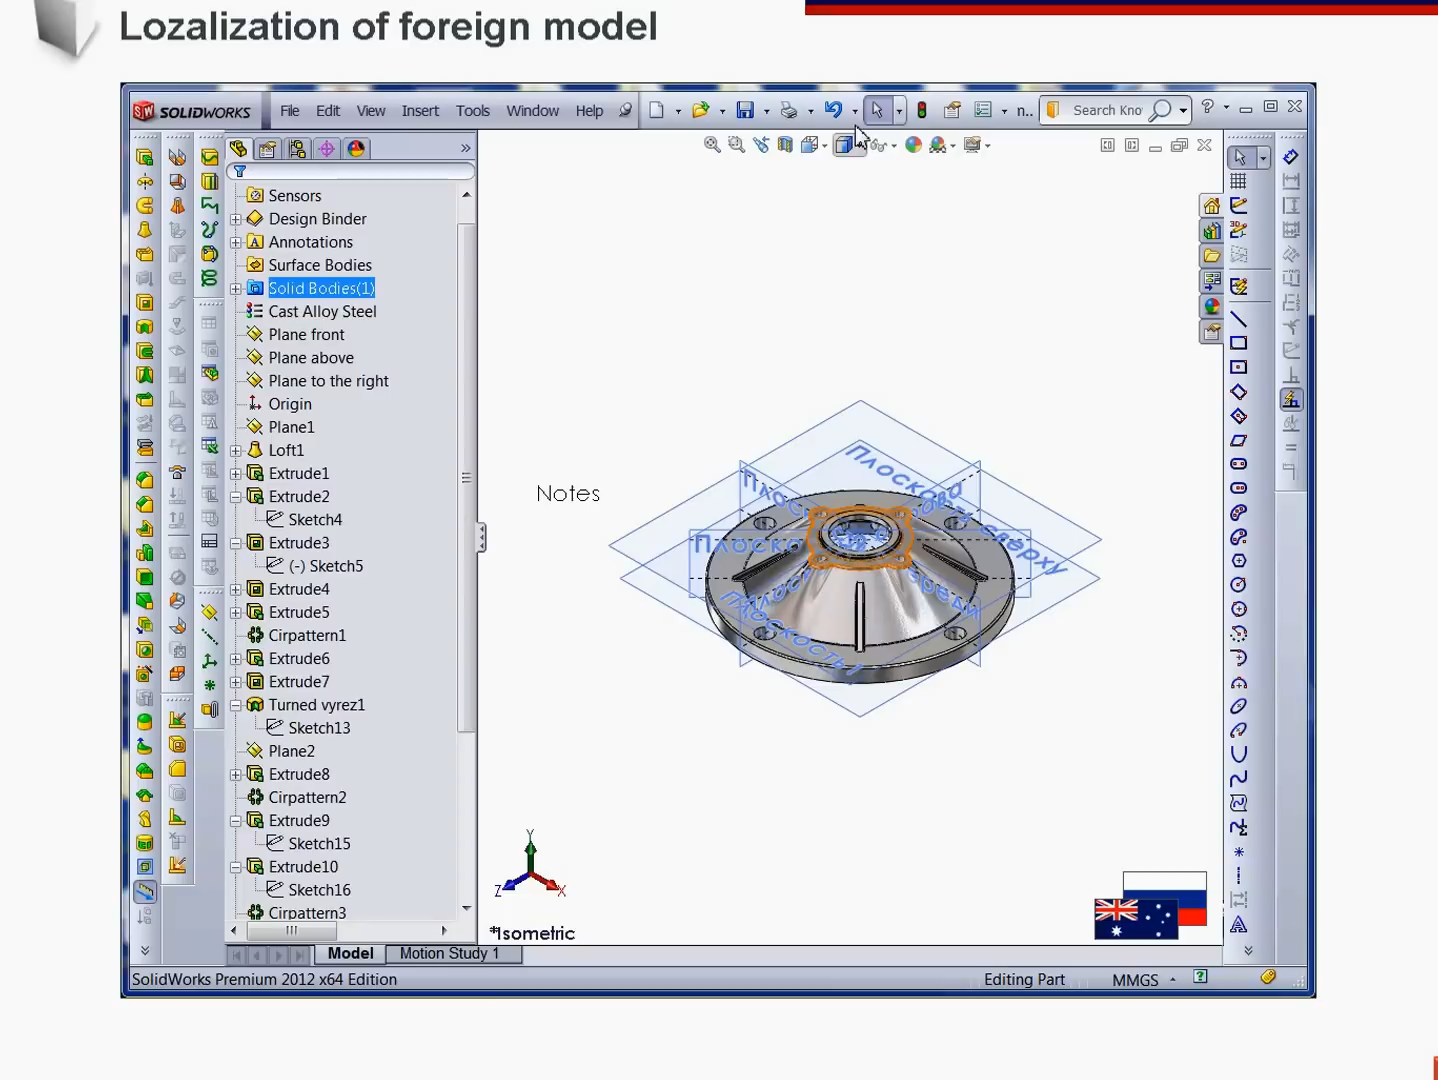 Lozalization of foreign model
SOLIDWORKS File Edit View Insert Tools Window Help n.. Search Kno ?
Sensors
Design Binder
Annotations
Surface Bodies
Solid Bodies(1)
Cast Alloy Steel
Plane front
Plane above
Plane to the right
Origin
Plane1
Loft1
Extrude1
Extrude2
Sketch4
Extrude3
(-) Sketch5
Extrude4
Extrude5
Cirpattern1
Extrude6
Extrude7
Turned vyrez1
Sketch13
Plane2
Extrude8
Cirpattern2
Extrude9
Sketch15
Extrude10
Sketch16
Cirpattern3
Notes
Плоскость сверху
Плоскость1
Y
Z
X
*Isometric
Model Motion Study 1
SolidWorks Premium 2012 x64 Edition Editing Part MMGS